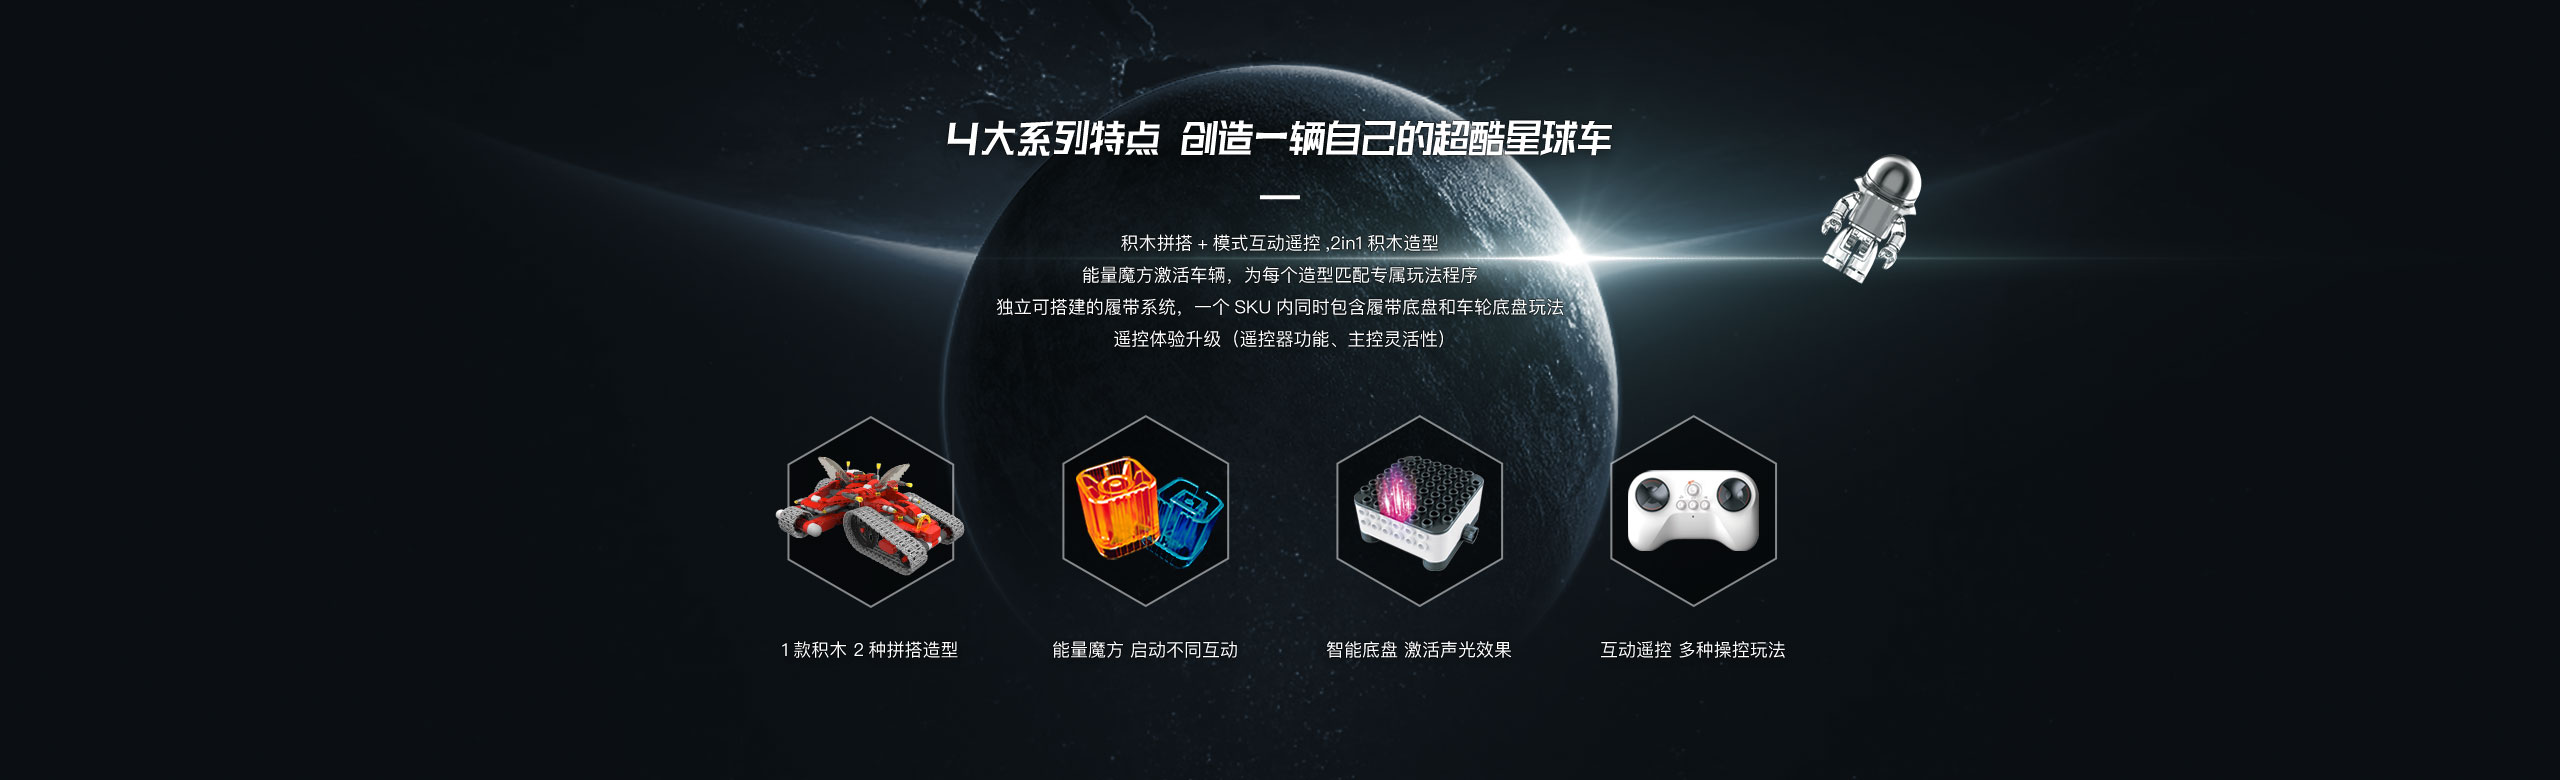 4大系列特点 创造一辆自己的超酷星球车
积木拼搭 + 模式互动遥控 ,2in1 积木造型
能量魔方激活车辆，为每个造型匹配专属玩法程序
独立可搭建的履带系统，一个 SKU 内同时包含履带底盘和车轮底盘玩法
遥控体验升级（遥控器功能、主控灵活性）
1 款积木 2 种拼搭造型
能量魔方 启动不同互动
智能底盘 激活声光效果
互动遥控 多种操控玩法